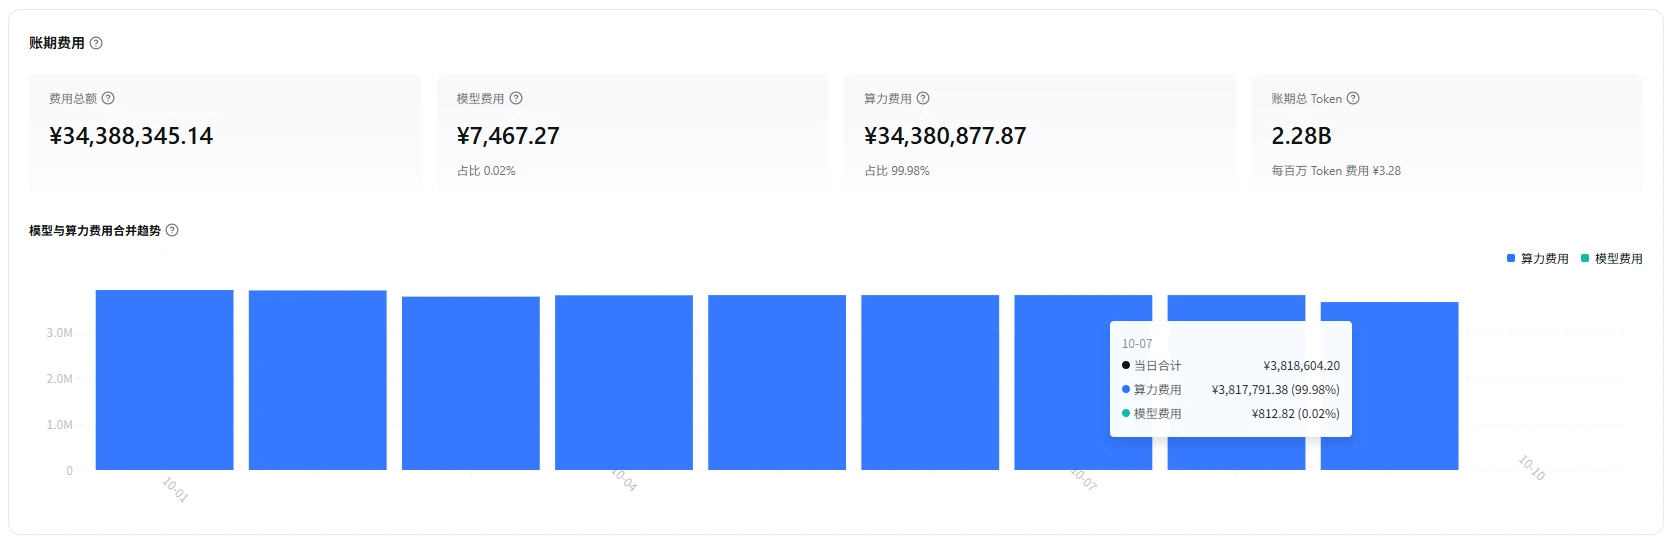 账期费用
费用总额
¥34,388,345.14
模型费用
¥7,467.27
占比 0.02%
算力费用
¥34,380,877.87
占比 99.98%
账期总 Token
2.28B
每百万 Token 费用 ¥3.28
模型与算力费用合并趋势
算力费用 模型费用
3.0M
2.0M
1.0M
0
10-07
当日合计 ¥3,818,604.20
算力费用 ¥3,817,791.38 (99.98%)
模型费用 ¥812.82 (0.02%)
10-01
10-04
10-07
10-10